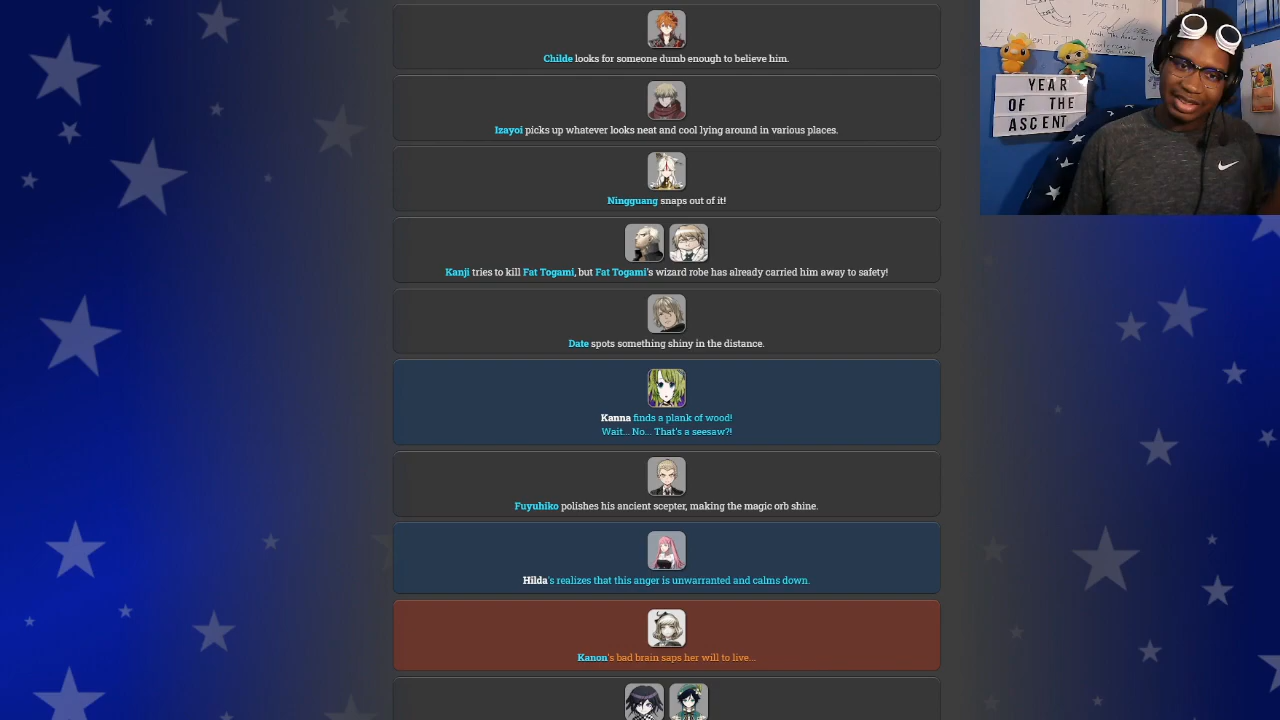 Childe looks for someone dumb enough to believe him.
Izayoi picks up whatever looks neat and cool lying around in various places.
Ningguang snaps out of it!
Kanji tries to kill Fat Togami, but Fat Togami's wizard robe has already carried him away to safety!
Date spots something shiny in the distance.
Kanna finds a plank of wood!
Wait... No... That's a seesaw?!
Fuyuhiko polishes his ancient scepter, making the magic orb shine.
Hilda's realizes that this anger is unwarranted and calms down.
Kanon's bad brain saps her will to live...
YEAR
OF THE
ASCENT